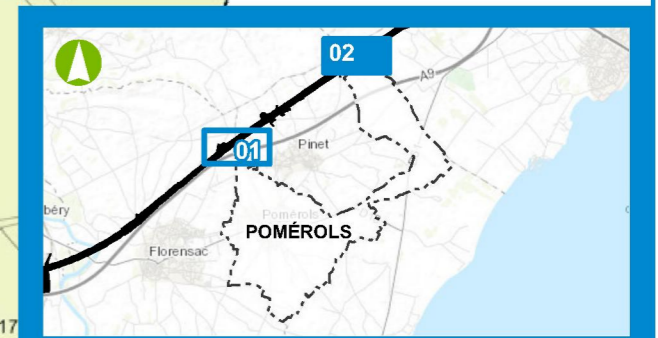 02
A9
01
Pinet
béry
Pomérols
POMÉROLS
Florensac
17